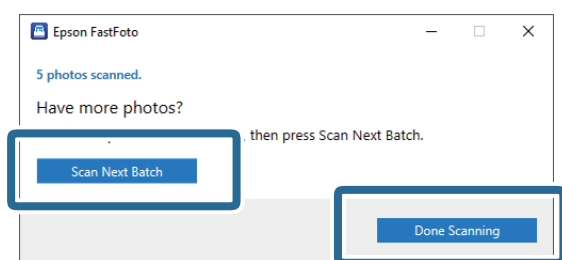 Epson FastFoto
5 photos scanned.
Have more photos?
, then press Scan Next Batch.
Scan Next Batch
Done Scanning